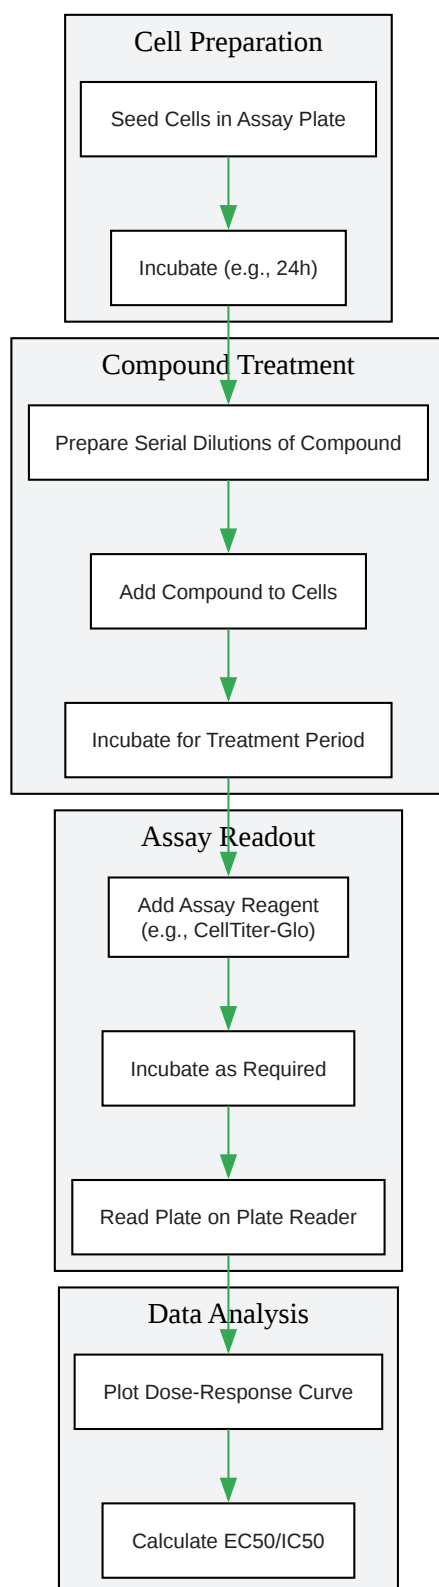 Cell Preparation
Seed Cells in Assay Plate
Incubate (e.g., 24h)
Compound Treatment
Prepare Serial Dilutions of Compound
Add Compound to Cells
Incubate for Treatment Period
Assay Readout
Add Assay Reagent
(e.g., CellTiter-Glo)
Incubate as Required
Read Plate on Plate Reader
Data Analysis
Plot Dose-Response Curve
Calculate EC50/IC50